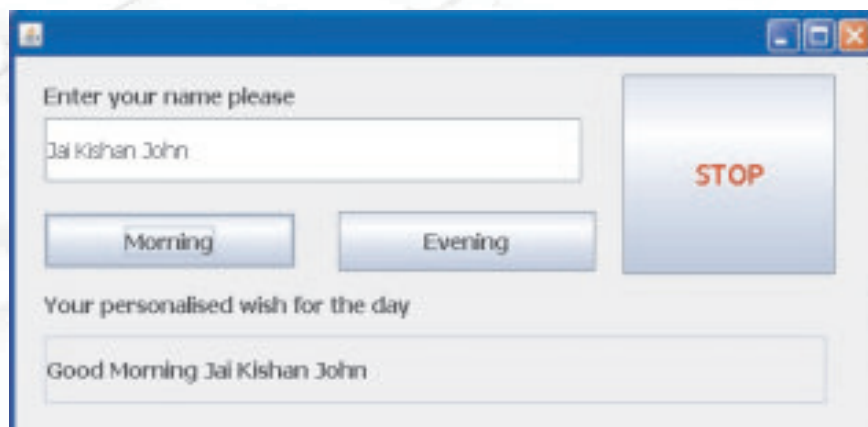 Enter your name please
Jai Kishan John
STOP
Morning
Evening
Your personalised wish for the day
Good Morning Jai Kishan John